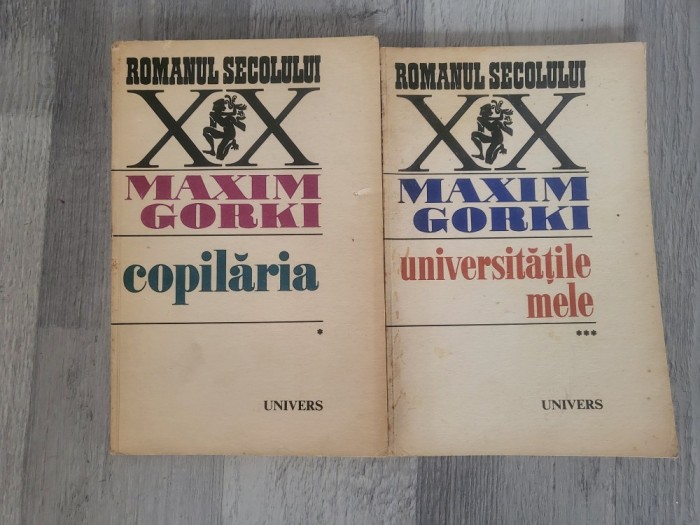 ROMANUL SECOLULUI
XX
MAXIM
GORKI
copilăria
*
UNIVERS
ROMANUL SECOLULUI
XX
MAXIM
GORKI
universitățile
mele
***
UNIVERS